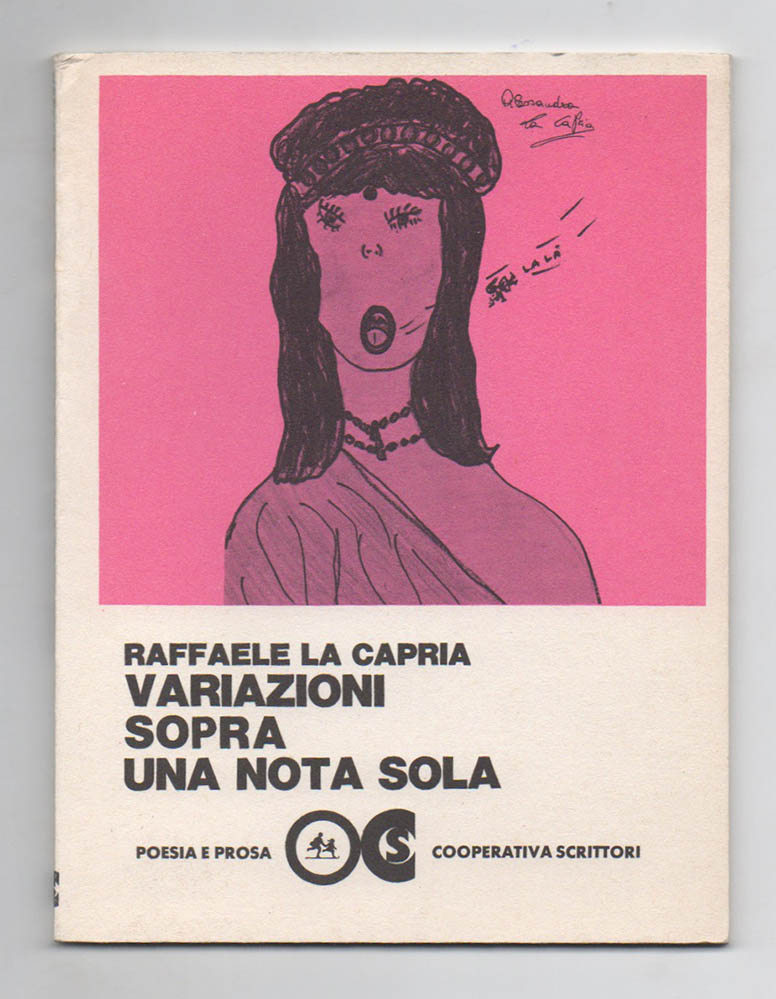 Alessandra
La Capria
LA LÀ
RAFFAELE LA CAPRIA
VARIAZIONI
SOPRA
UNA NOTA SOLA
POESIA E PROSA
CS
COOPERATIVA SCRITTORI